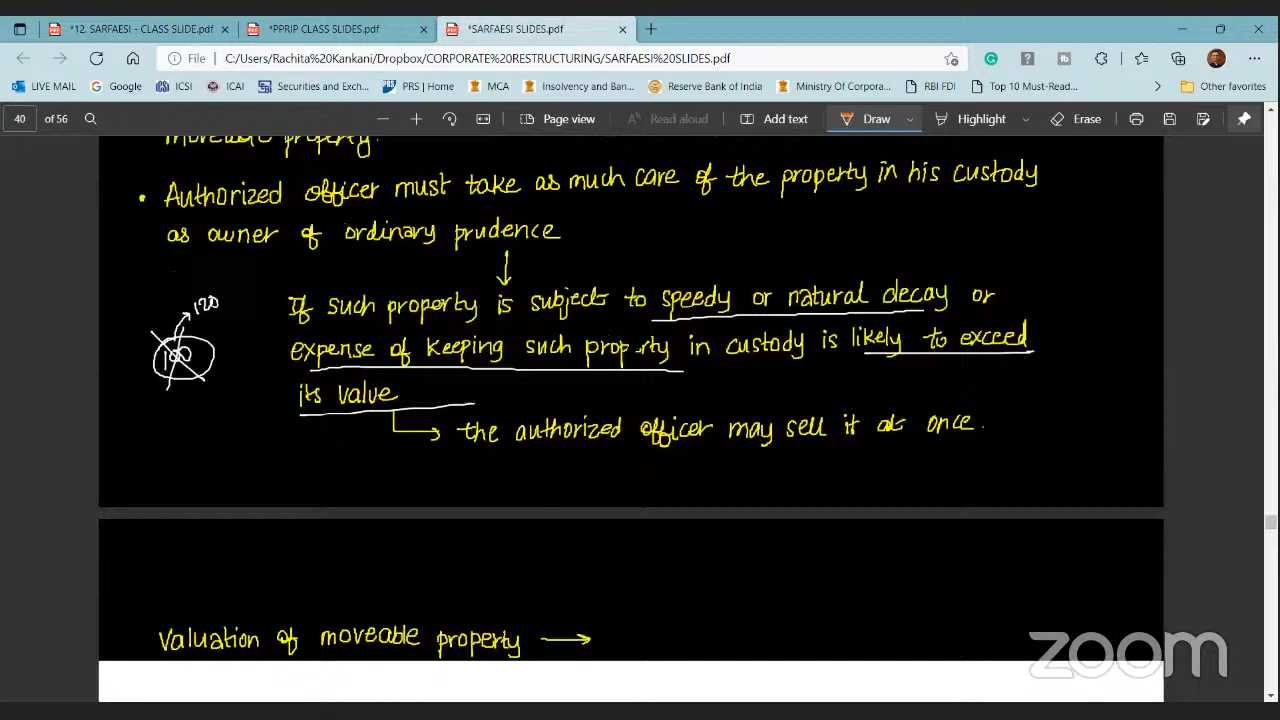 *12. SARFAESI - CLASS SLIDE.pdf
*PPRIP CLASS SLIDES.pdf
*SARFAESI SLIDES.pdf
File
C:/Users/Rachita%20Kankani/Dropbox/CORPORATE%20RESTRUCTURING/SARFAESI%20SLIDES.pdf
LIVE MAIL
Google
ICSI
ICAI
Securities and Exch...
PRS | Home
MCA
Insolvency and Ban...
Reserve Bank of India
Ministry Of Corpora...
RBI FDI
Top 10 Must-Read...
Other favorites
40 of 56
Page view
Read aloud
Add text
Draw
Highlight
Erase
moveable property.
• Authorized officer must take as much care of the property in his custody
as owner of ordinary prudence
120
100
If such property is subject to speedy or natural decay or
expense of keeping such property in custody is likely to exceed
its value
the authorized officer may sell it at once.
Valuation of moveable property →
zoom